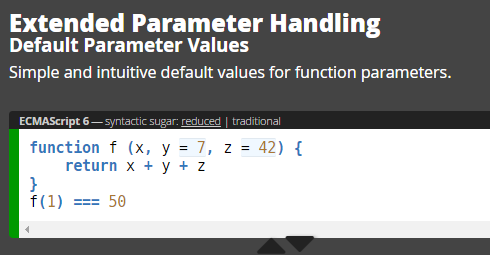 Extended Parameter Handling
Default Parameter Values
Simple and intuitive default values for function parameters.
ECMAScript 6 — syntactic sugar: reduced | traditional
function f (x, y = 7, z = 42) {
    return x + y + z
}
f(1) === 50